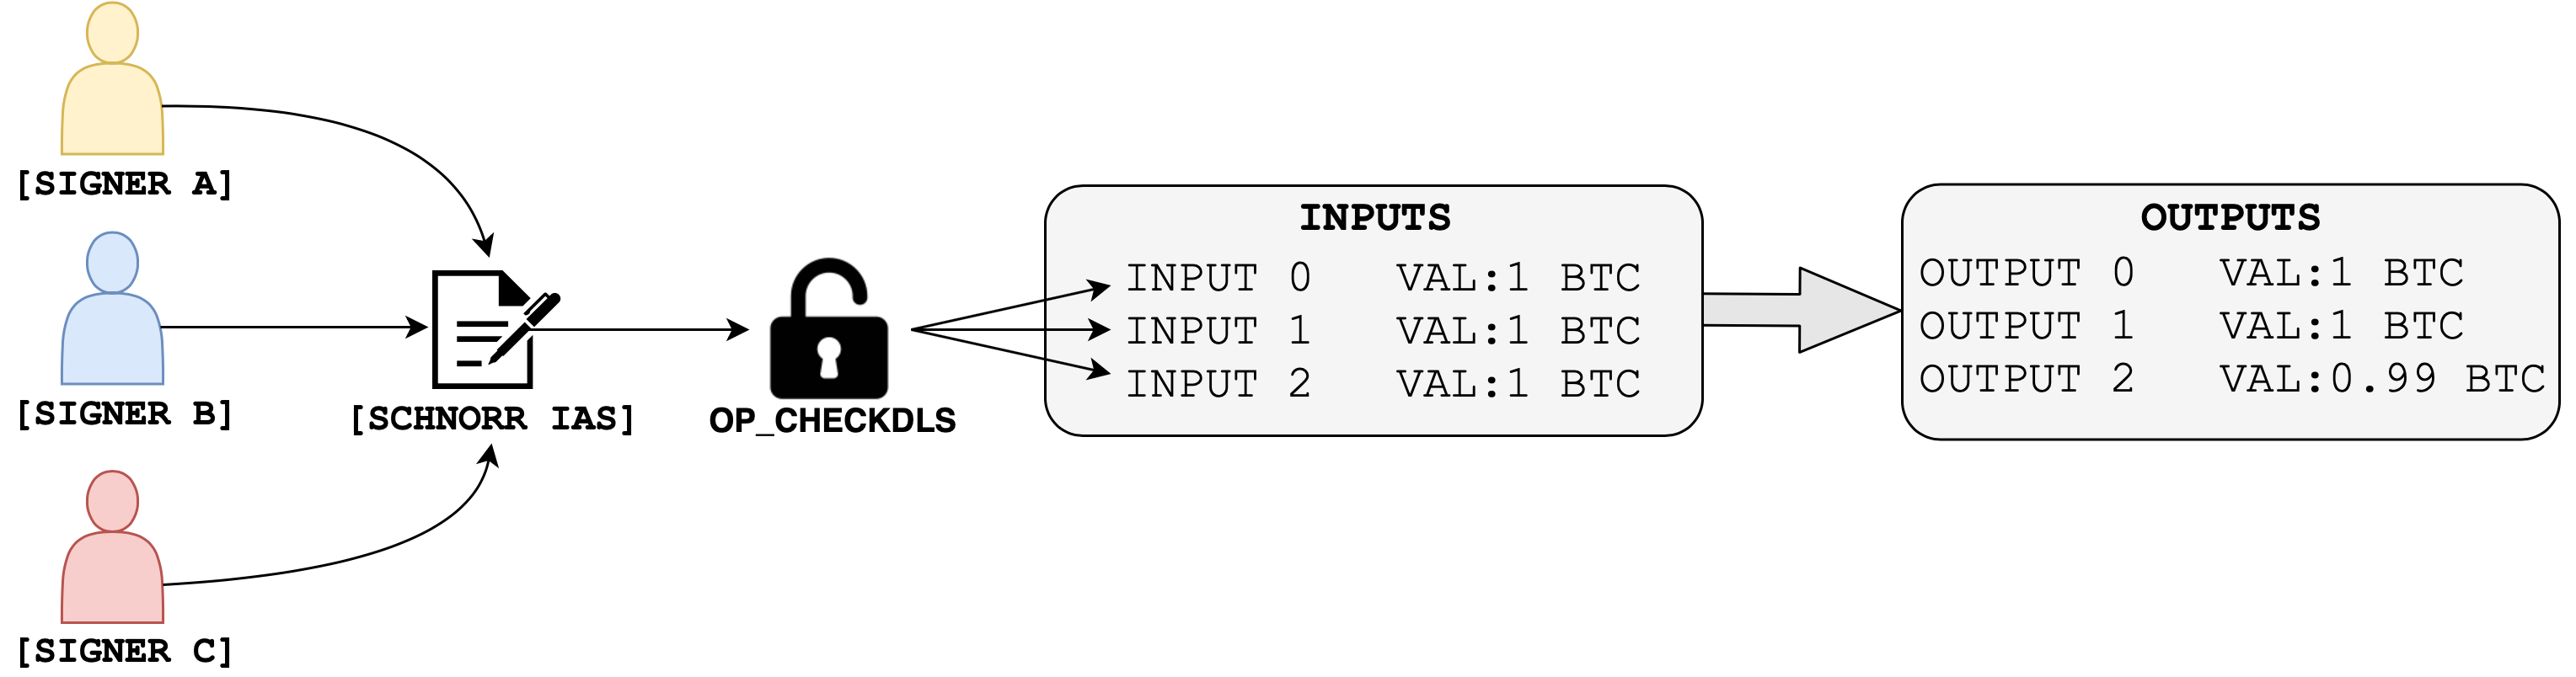 [SIGNER A]
[SIGNER B]
[SIGNER C]
[SCHNORR IAS]
OP_CHECKDLS
INPUTS
INPUT 0 VAL:1 BTC
INPUT 1 VAL:1 BTC
INPUT 2 VAL:1 BTC
OUTPUTS
OUTPUT 0 VAL:1 BTC
OUTPUT 1 VAL:1 BTC
OUTPUT 2 VAL:0.99 BTC